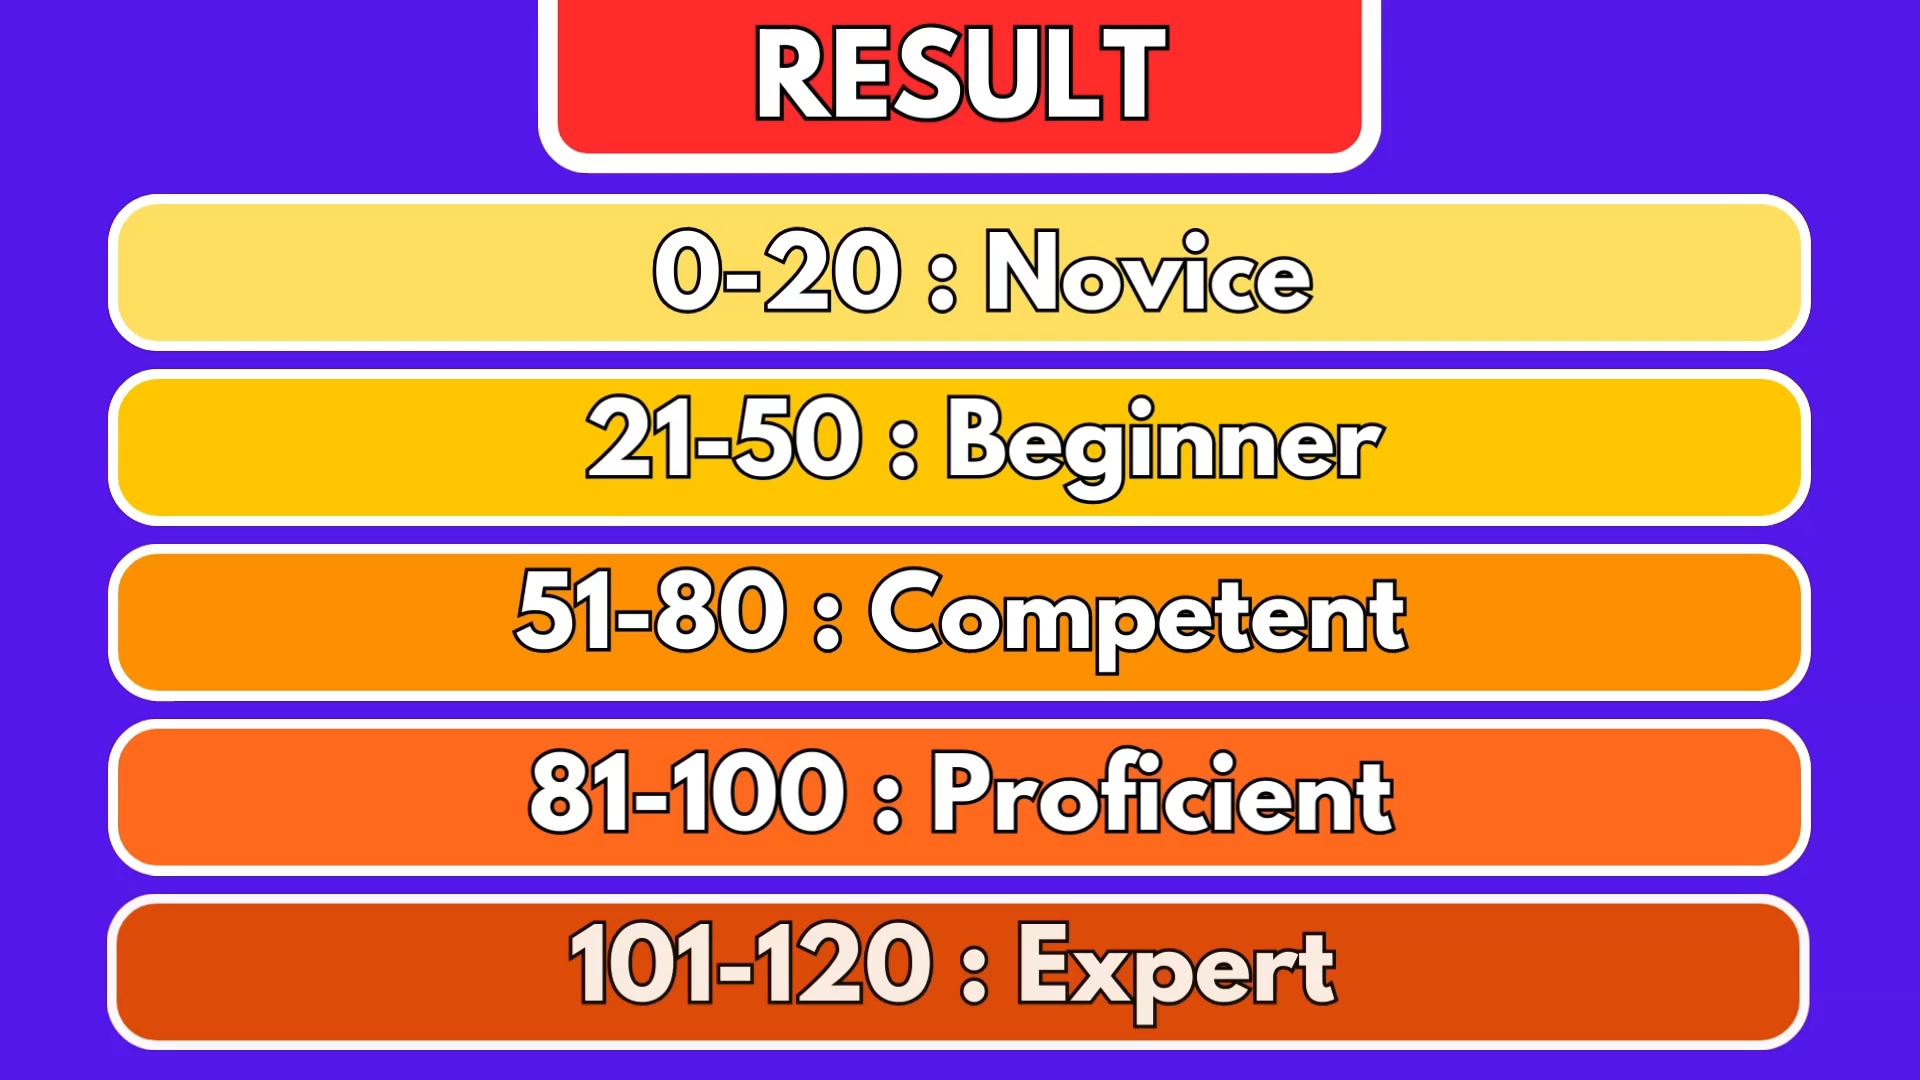 RESULT
0-20 : Novice
21-50 : Beginner
51-80 : Competent
81-100 : Proficient
101-120 : Expert